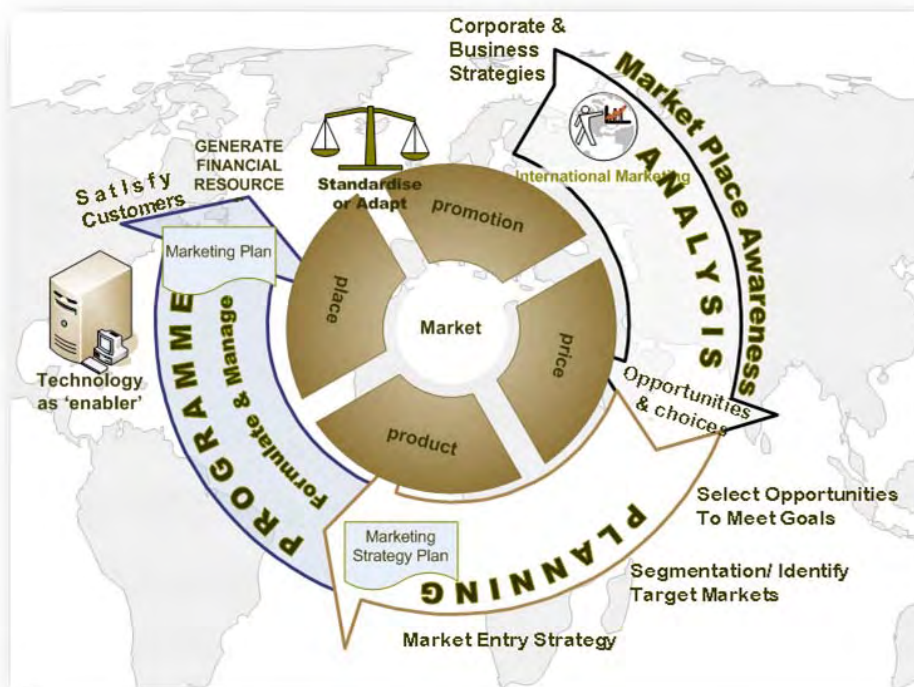 Corporate &
Business
Strategies
Market Place Awareness
ANALYSIS
International Marketing
GENERATE
FINANCIAL
RESOURCE
Standardise
or Adapt
Satisfy
Customers
Marketing Plan
promotion
place
Market
price
product
PROGRAMME
Formulate & Manage
Technology
as ‘enabler’
Opportunities
& choices
Select Opportunities
To Meet Goals
Marketing
Strategy Plan
PLANNING
Segmentation/ Identify
Target Markets
Market Entry Strategy